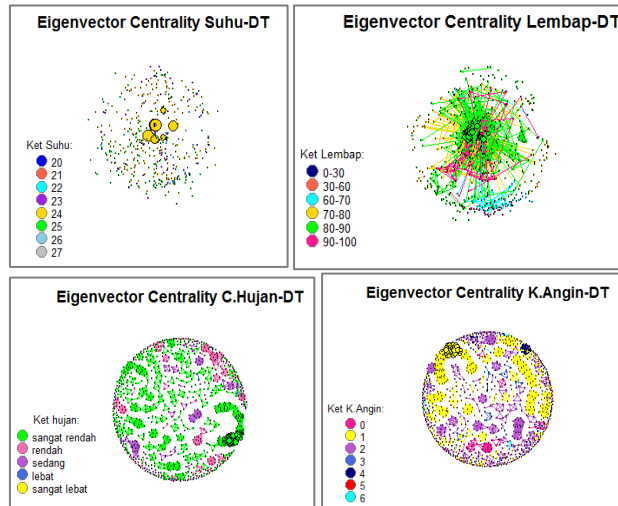 Eigenvector Centrality Suhu-DT
Ket Suhu:
20
21
22
23
24
25
26
27
Eigenvector Centrality Lembap-DT
Ket Lembap:
0-30
30-60
60-70
70-80
80-90
90-100
Eigenvector Centrality C.Hujan-DT
Ket hujan:
sangat rendah
rendah
sedang
lebat
sangat lebat
Eigenvector Centrality K.Angin-DT
Ket K.Angin:
0
1
2
3
4
5
6